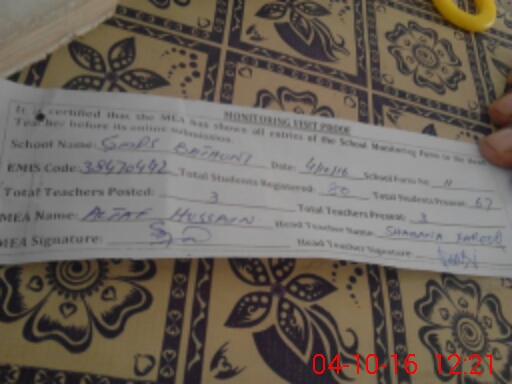 MONITORING VISIT PROOF
It is certified that the MEA has shown all entries of the School Monitoring Form to the Head
Teacher before its online submission.
School Name: GMPS
EMIS Code: 38470442 Date: 4/10/16 School Form No 11
Total Students Registered: 80 Total Students Present: 67
Total Teachers Posted: 3 Total Teachers Present: 3
MEA Name: ALTAF HUSSAIN Head Teacher Name: SHABANA
MEA Signature: Head Teacher Signature:
04-10-16 12:21